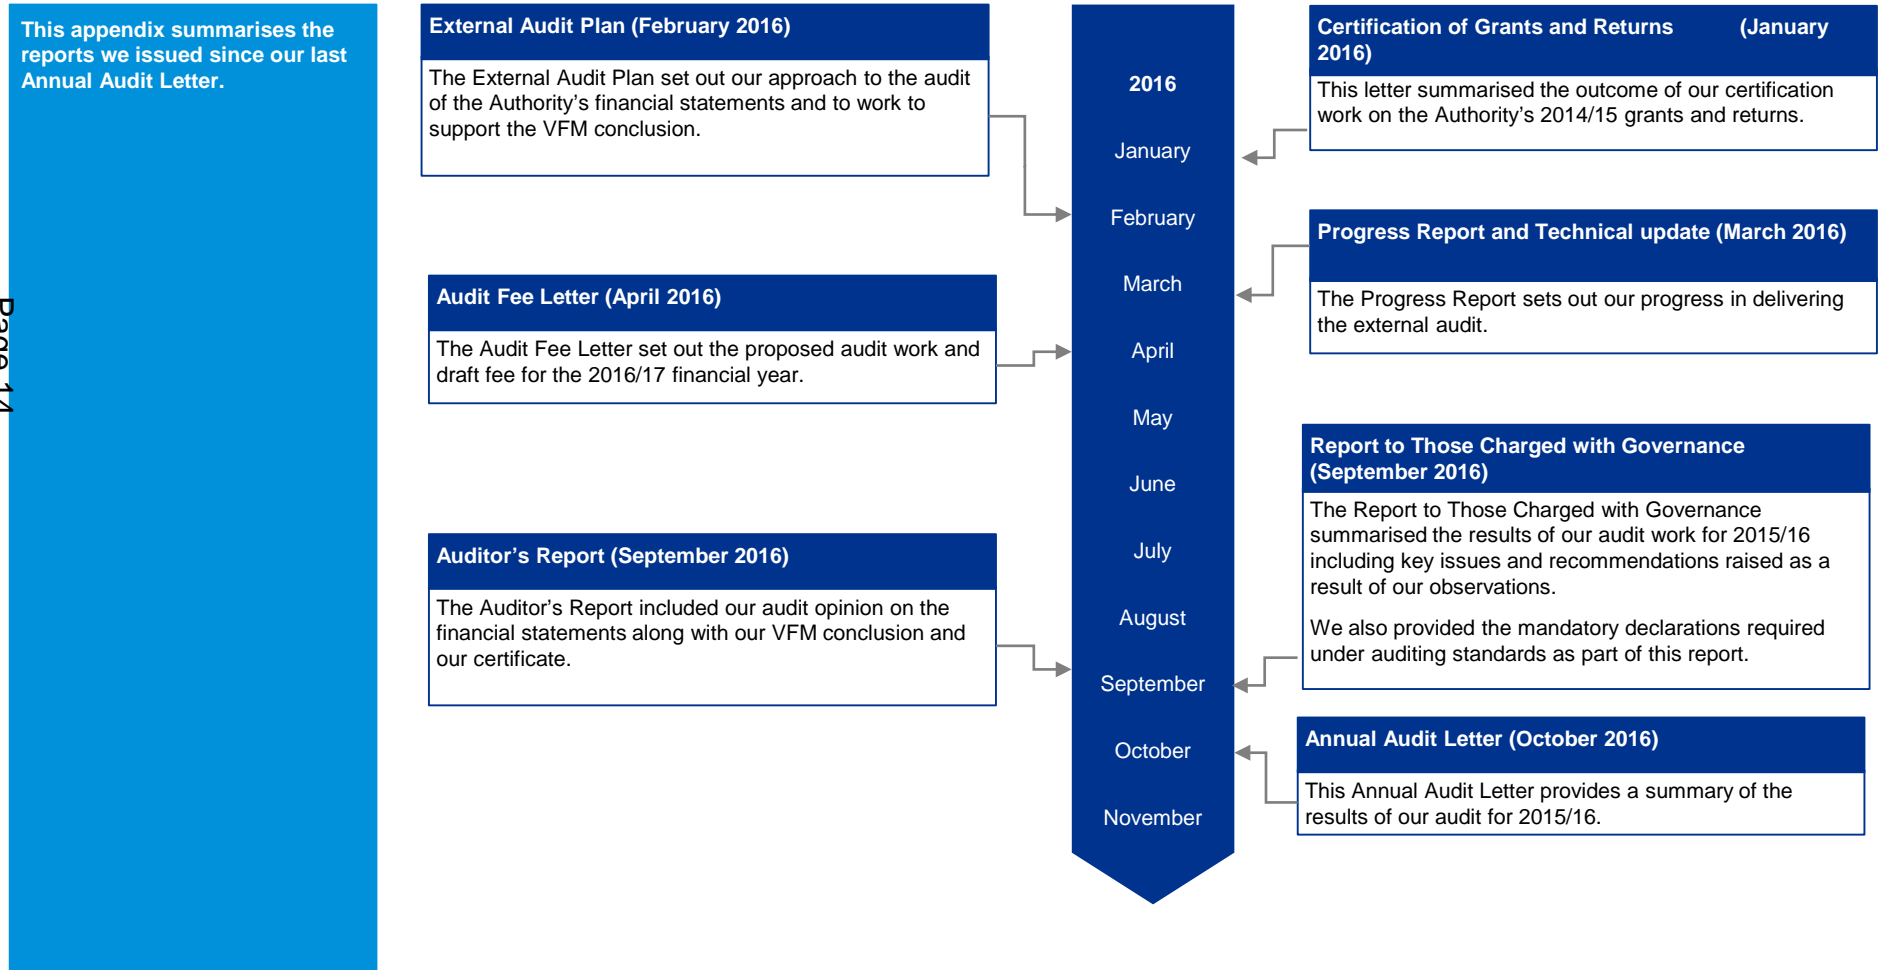 This appendix summarises the
reports we issued since our last
Annual Audit Letter.
Page 14
External Audit Plan (February 2016)
The External Audit Plan set out our approach to the audit
of the Authority's financial statements and to work to
support the VFM conclusion.
Audit Fee Letter (April 2016)
The Audit Fee Letter set out the proposed audit work and
draft fee for the 2016/17 financial year.
Auditor's Report (September 2016)
The Auditor's Report included our audit opinion on the
financial statements along with our VFM conclusion and
our certificate.
2016
January
February
March
April
May
June
July
August
September
October
November
Certification of Grants and Returns (January
2016)
This letter summarised the outcome of our certification
work on the Authority's 2014/15 grants and returns.
Progress Report and Technical update (March 2016)
The Progress Report sets out our progress in delivering
the external audit.
Report to Those Charged with Governance
(September 2016)
The Report to Those Charged with Governance
summarised the results of our audit work for 2015/16
including key issues and recommendations raised as a
result of our observations.
We also provided the mandatory declarations required
under auditing standards as part of this report.
Annual Audit Letter (October 2016)
This Annual Audit Letter provides a summary of the
results of our audit for 2015/16.